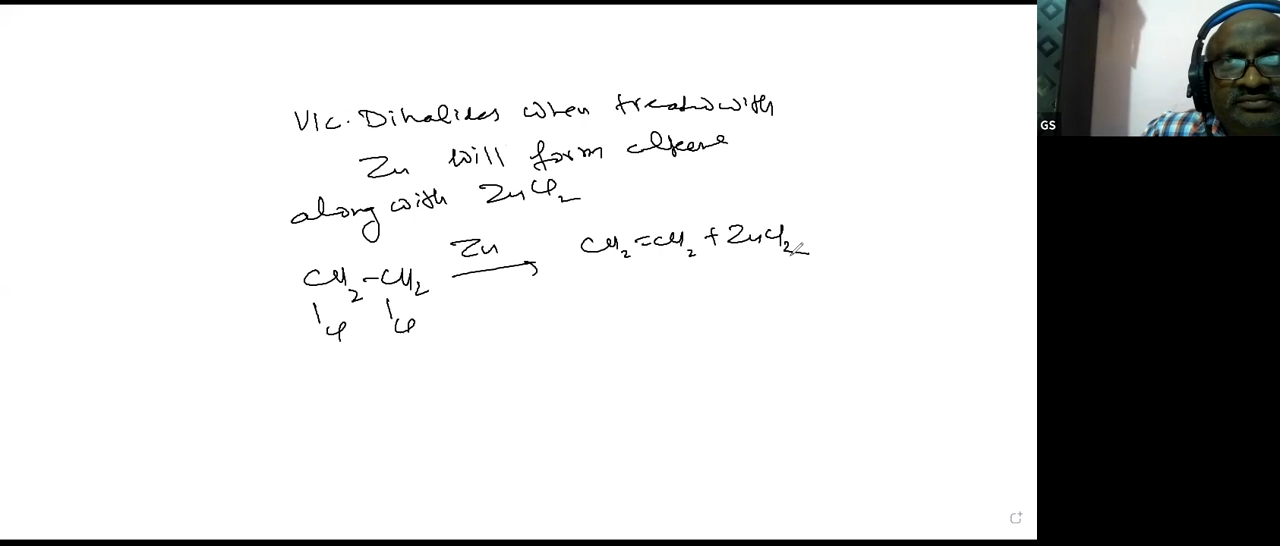 Vic. Dihalides when treated with
Zn will form alkene
along with ZnCl₂
CH₂-CH₂ Zn → CH₂=CH₂ + ZnCl₂
| |
Cl Cl
GS